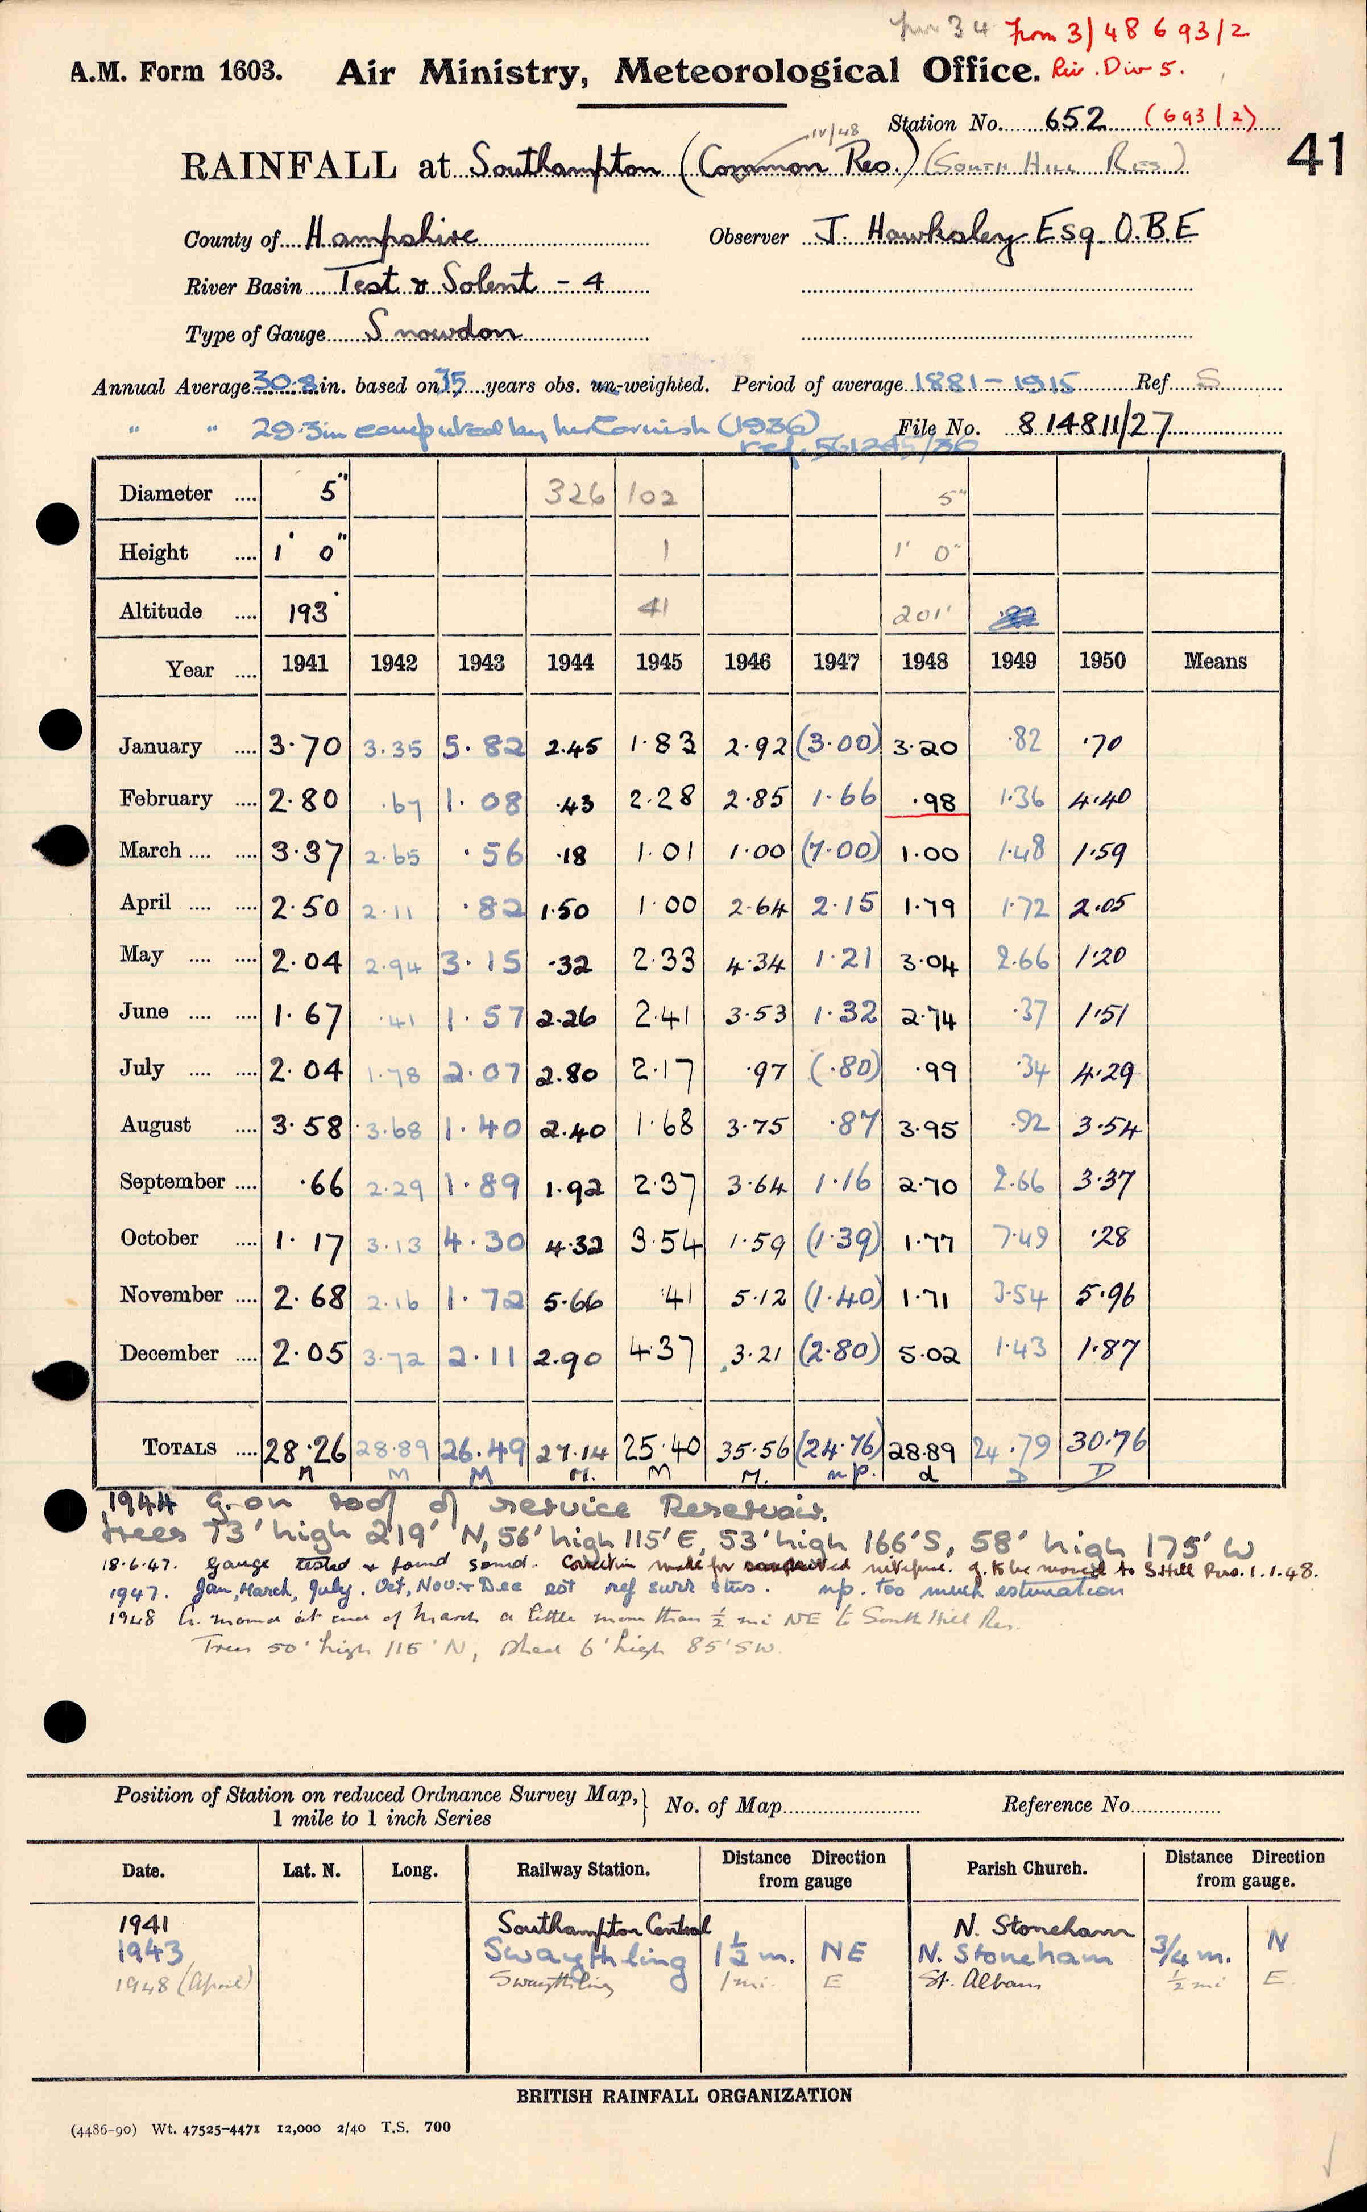 from 34 From 3/48 693/2
A.M. Form 1603. Air Ministry, Meteorological Office. Riv. Div 5.
Station No. 652 (693/2)
IV/48
RAINFALL at Southampton (Common Res.) (South Hill Res.) 41
County of Hampshire Observer J. Hawksley Esq. O.B.E
River Basin Test & Solent - 4
Type of Gauge Snowdon
Annual Average 30.8 in. based on 35 years obs. un-weighted. Period of average 1881-1915 Ref S
" " 29.3in computed by Mr Cornish (1936) File No. 814811/27
ref. 561245/36
Diameter .... 5" 326 102 5"
Height .... 1' 0" 1 1' 0"
Altitude .... 193' 41 201'
Year .... 1941 1942 1943 1944 1945 1946 1947 1948 1949 1950 Means
January .... 3.70 3.35 5.82 2.45 1.83 2.92 (3.00) 3.20 .82 .70
February .... 2.80 .67 1.08 .43 2.28 2.85 1.66 .98 1.36 4.40
March .... .... 3.37 2.65 .56 .18 1.01 1.00 (7.00) 1.00 1.48 1.59
April .... .... 2.50 2.11 .82 1.50 1.00 2.64 2.15 1.79 1.72 2.05
May .... .... 2.04 2.94 3.15 .32 2.33 4.34 1.21 3.04 2.66 1.20
June .... .... 1.67 .41 1.57 2.26 2.41 3.53 1.32 2.74 .37 1.51
July .... .... 2.04 1.78 2.07 2.80 2.17 .97 (.80) .99 .34 4.29
August .... 3.58 3.68 1.40 2.40 1.68 3.75 .87 3.95 .92 3.54
September .... .66 2.29 1.89 1.92 2.37 3.64 1.16 2.70 2.66 3.37
October .... 1.17 3.13 4.30 4.32 3.54 1.59 (1.39) 1.77 7.49 .28
November .... 2.68 2.16 1.72 5.66 .41 5.12 (1.40) 1.71 3.54 5.96
December .... 2.05 3.72 2.11 2.90 4.37 3.21 (2.80) 5.02 1.43 1.87
TOTALS .... 28.26 28.89 26.49 27.14 25.40 35.56 (24.76) 28.89 24.79 30.76
M M M M. M M. n.p. d D D
1944 G. on roof of service Reservoir.
trees 73' high 219' N, 56' high 115' E, 53' high 166' S, 58' high 175' W
18.6.47. Gauge tested & found sound. Correction made for nitifune. G. to be moved to S.Hill Res. 1.1.48.
1947. Jan, March, July, Oct, Nov. & Dec est ref surr stns. n.p. too much estimation
1948 G. moved at end of March a little more than ½ mi NE to South Hill Res.
Trees 50' high 115' N, shed 6' high 85' SW.
Position of Station on reduced Ordnance Survey Map, } No. of Map Reference No.
1 mile to 1 inch Series
Date. Lat. N. Long. Railway Station. Distance Direction from gauge Parish Church. Distance Direction from gauge.
1941 Southampton Central N. Stoneham
1943 Swaythling 1½ m. NE N. Stoneham ¾ m. N
1948 (April) Swaythling 1 mi. E St. Albans ½ mi E
BRITISH RAINFALL ORGANIZATION
(4486-90) Wt. 47525-4471 12,000 2/40 T.S. 700